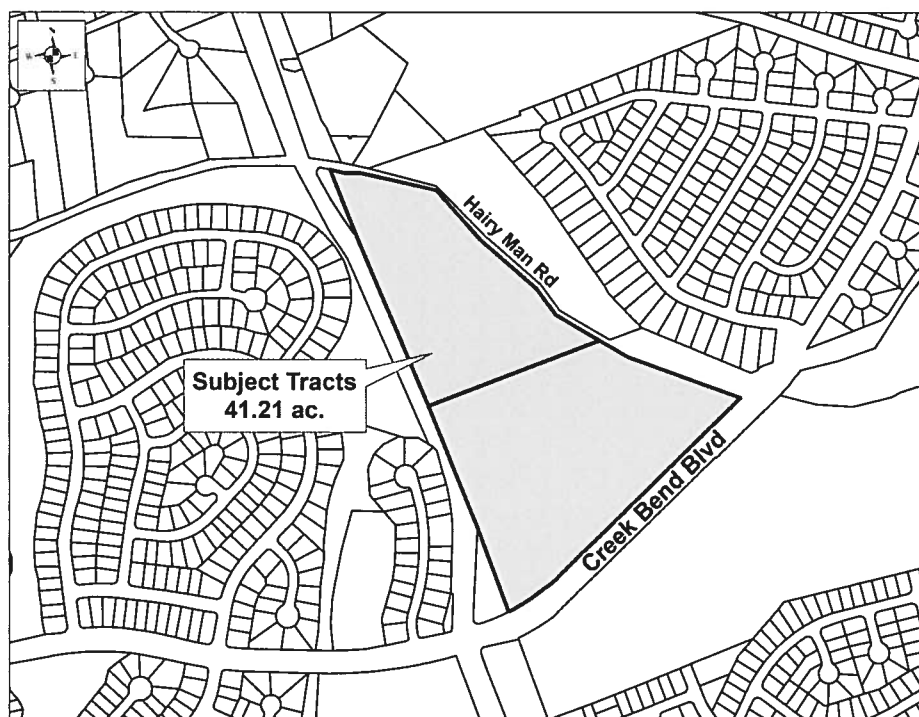 N
W E
S
Hairy Man Rd
Subject Tracts
41.21 ac.
Creek Bend Blvd